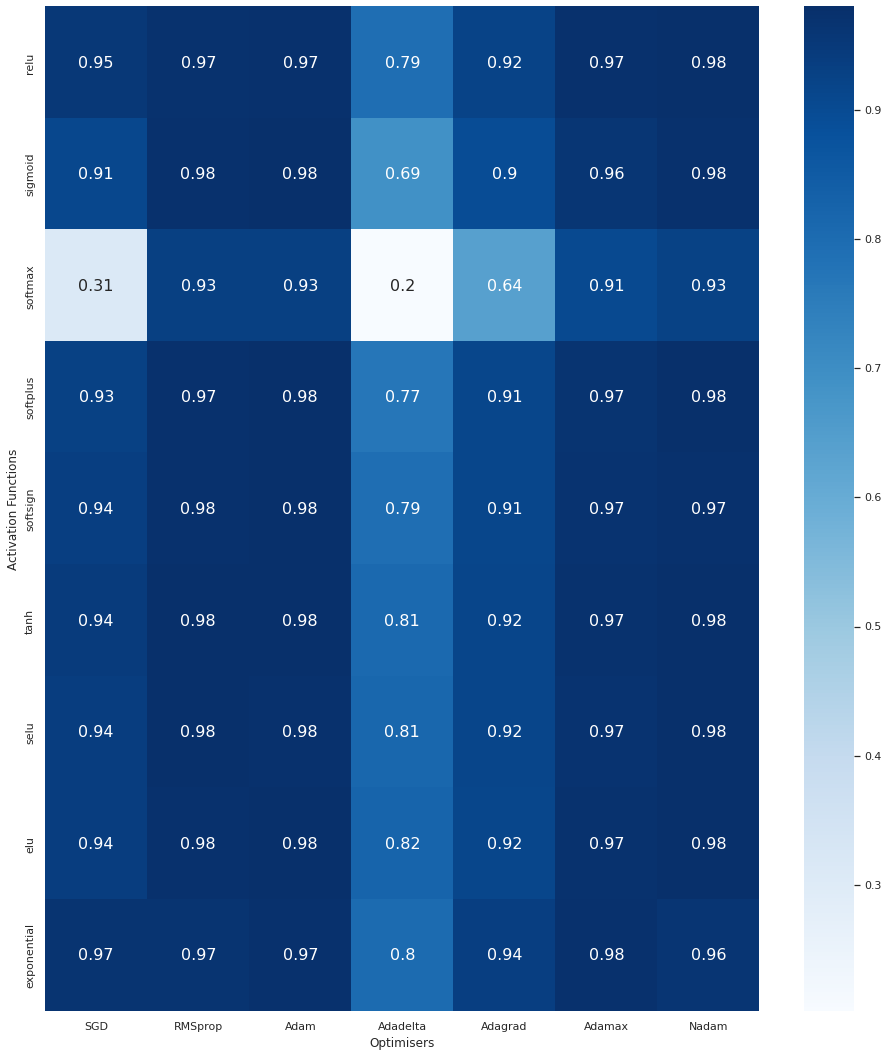 relu 0.95 0.97 0.97 0.79 0.92 0.97 0.98
sigmoid 0.91 0.98 0.98 0.69 0.9 0.96 0.98
softmax 0.31 0.93 0.93 0.2 0.64 0.91 0.93
softplus 0.93 0.97 0.98 0.77 0.91 0.97 0.98
softsign 0.94 0.98 0.98 0.79 0.91 0.97 0.97
tanh 0.94 0.98 0.98 0.81 0.92 0.97 0.98
selu 0.94 0.98 0.98 0.81 0.92 0.97 0.98
elu 0.94 0.98 0.98 0.82 0.92 0.97 0.98
exponential 0.97 0.97 0.97 0.8 0.94 0.98 0.96
SGD RMSprop Adam Adadelta Adagrad Adamax Nadam
Optimisers
Activation Functions
0.9
0.8
0.7
0.6
0.5
0.4
0.3